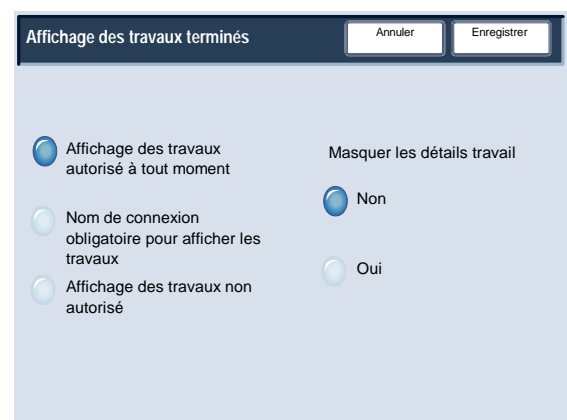 Affichage des travaux terminés
Annuler
Enregistrer
Affichage des travaux
autorisé à tout moment
Nom de connexion
obligatoire pour afficher les
travaux
Affichage des travaux non
autorisé
Masquer les détails travail
Non
Oui